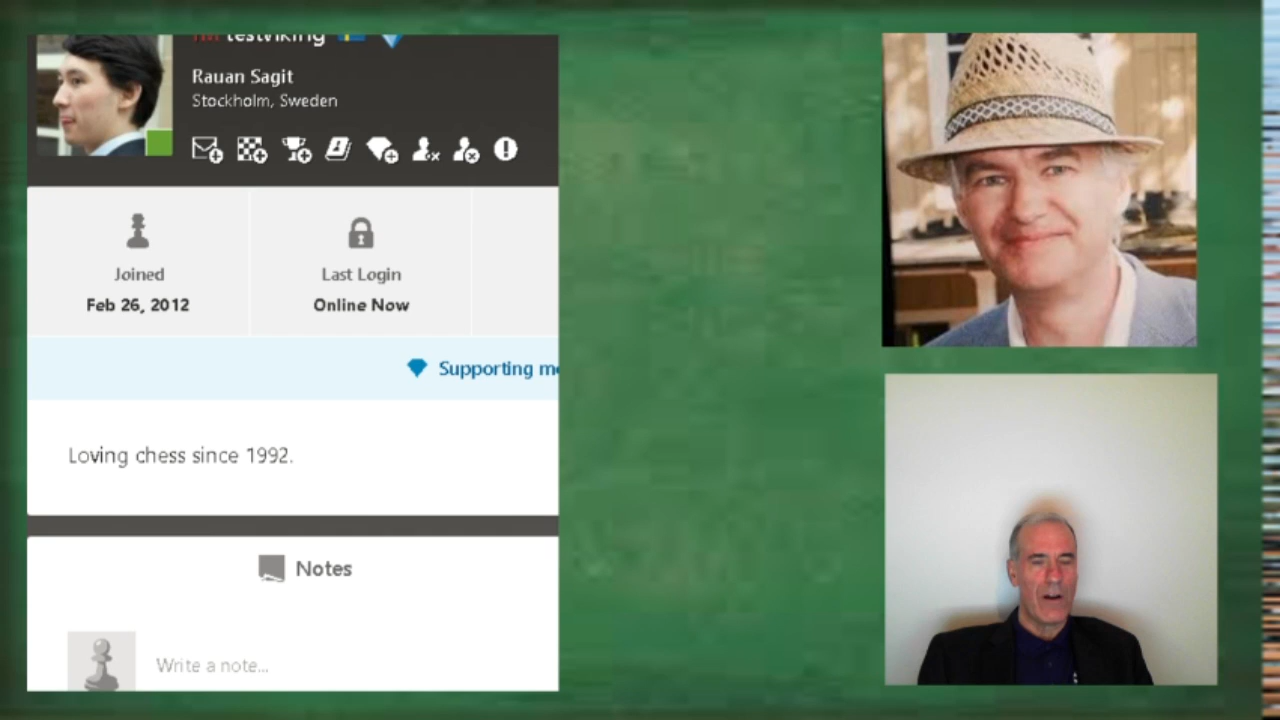 testviking
Rauan Sagit
Stockholm, Sweden
Joined
Last Login
Feb 26, 2012
Online Now
Supporting
Loving chess since 1992.
Notes
Write a note...